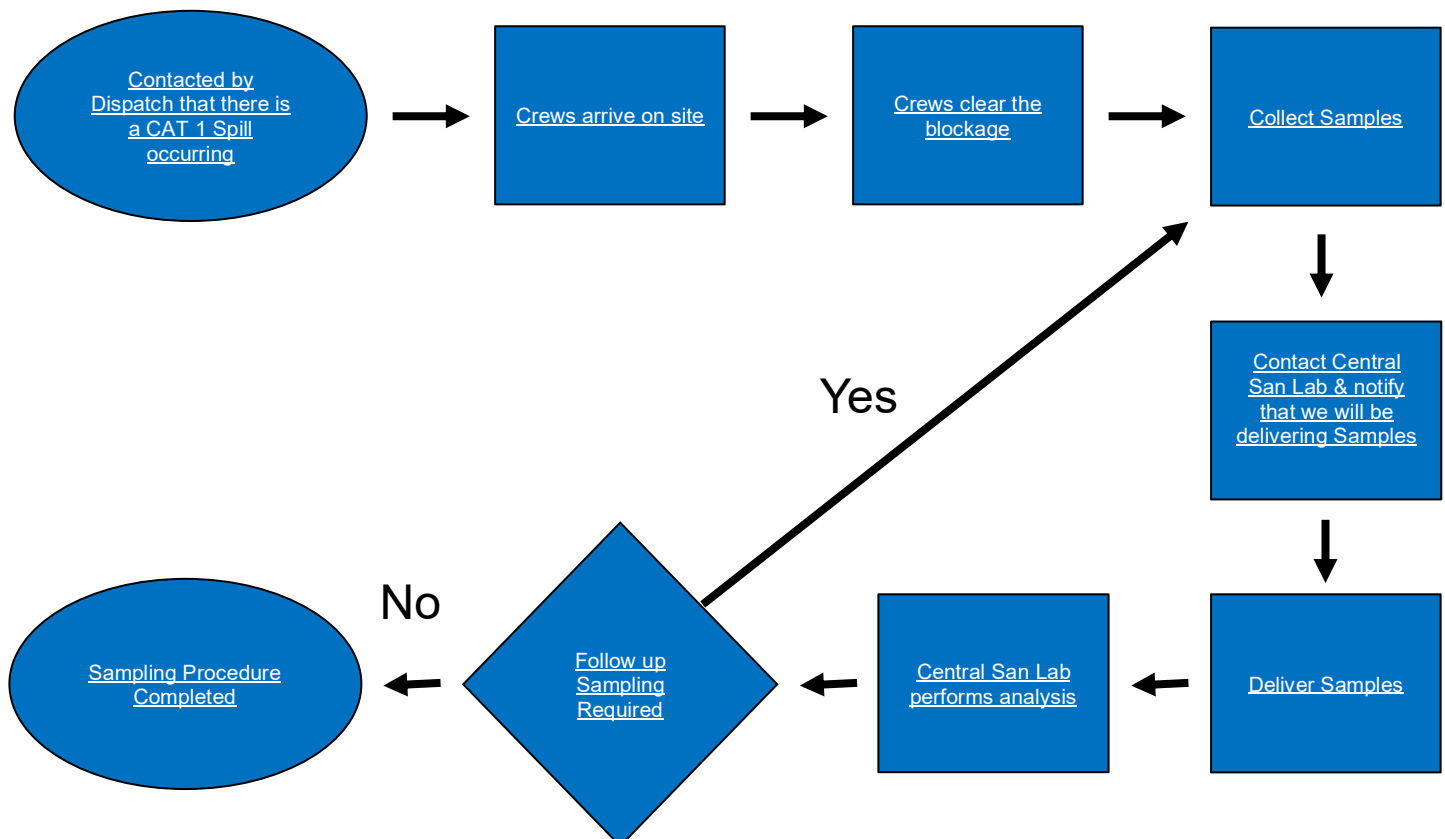 Contacted by
Dispatch that there is
a CAT 1 Spill
occurring
Crews arrive on site
Crews clear the
blockage
Collect Samples
Contact Central
San Lab & notify
that we will be
delivering Samples
Deliver Samples
Central San Lab
performs analysis
Follow up
Sampling
Required
Yes
No
Sampling Procedure
Completed